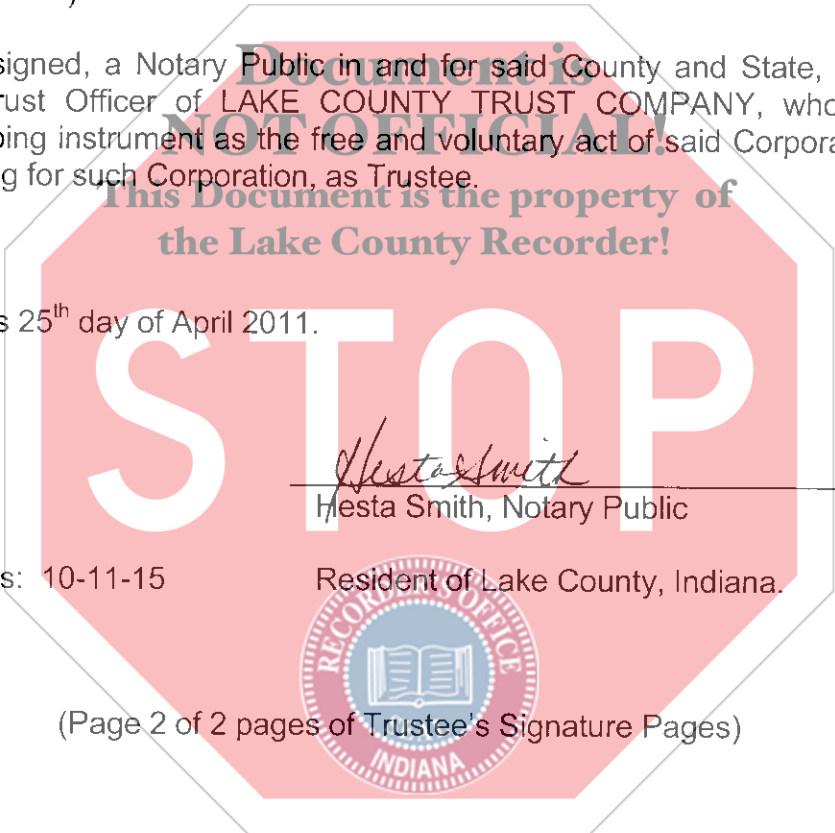 Document is
signed, a Notary Public in and for said County and State,
rust Officer of LAKE COUNTY TRUST COMPANY, who
NOT OFFICIAL!
oing instrument as the free and voluntary act of said Corpora
g for such Corporation, as Trustee.
This Document is the property of
the Lake County Recorder!
s 25th day of April 2011.
STOP
Hesta Smith
Hesta Smith, Notary Public
s: 10-11-15
Resident of Lake County, Indiana.
RECORDER'S OFFICE
(Page 2 of 2 pages of Trustee's Signature Pages)
INDIANA